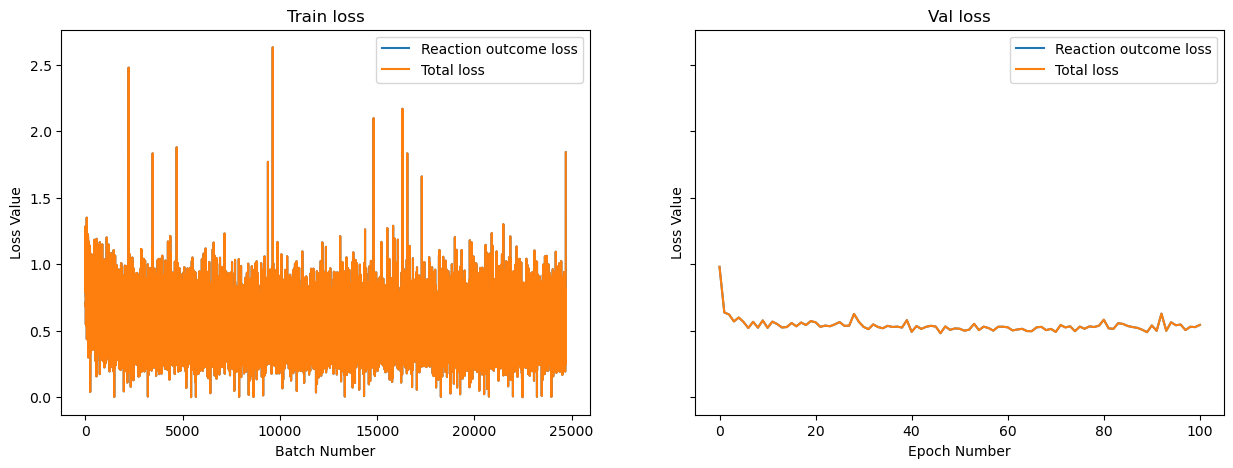 Train loss
Reaction outcome loss
Total loss
Loss Value
2.5
2.0
1.5
1.0
0.5
0.0
0
5000
10000
15000
20000
25000
Batch Number
Val loss
Reaction outcome loss
Total loss
Loss Value
0
20
40
60
80
100
Epoch Number